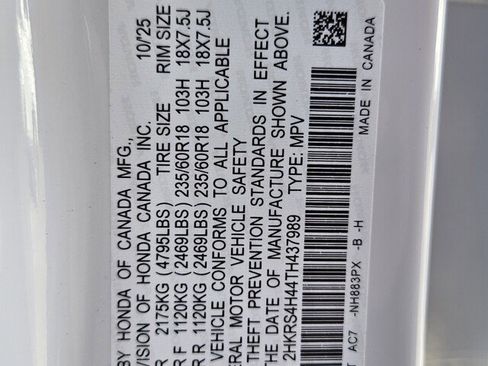 BY HONDA OF CANADA MFG., 10/25
VISION OF HONDA CANADA INC.
R 2175KG (4795LBS) TIRE SIZE RIM SIZE
R F 1120KG (2469LBS) 235/60R18 103H 18X7.5J
R R 1120KG (2469LBS) 235/60R18 103H 18X7.5J
VEHICLE CONFORMS TO ALL APPLICABLE
ERAL MOTOR VEHICLE SAFETY
THEFT PREVENTION STANDARDS IN EFFECT
THE DATE OF MANUFACTURE SHOWN ABOVE.
2HKRS4H44TH437989 TYPE: MPV
T AC7 -NH883PX -B -H MADE IN CANADA